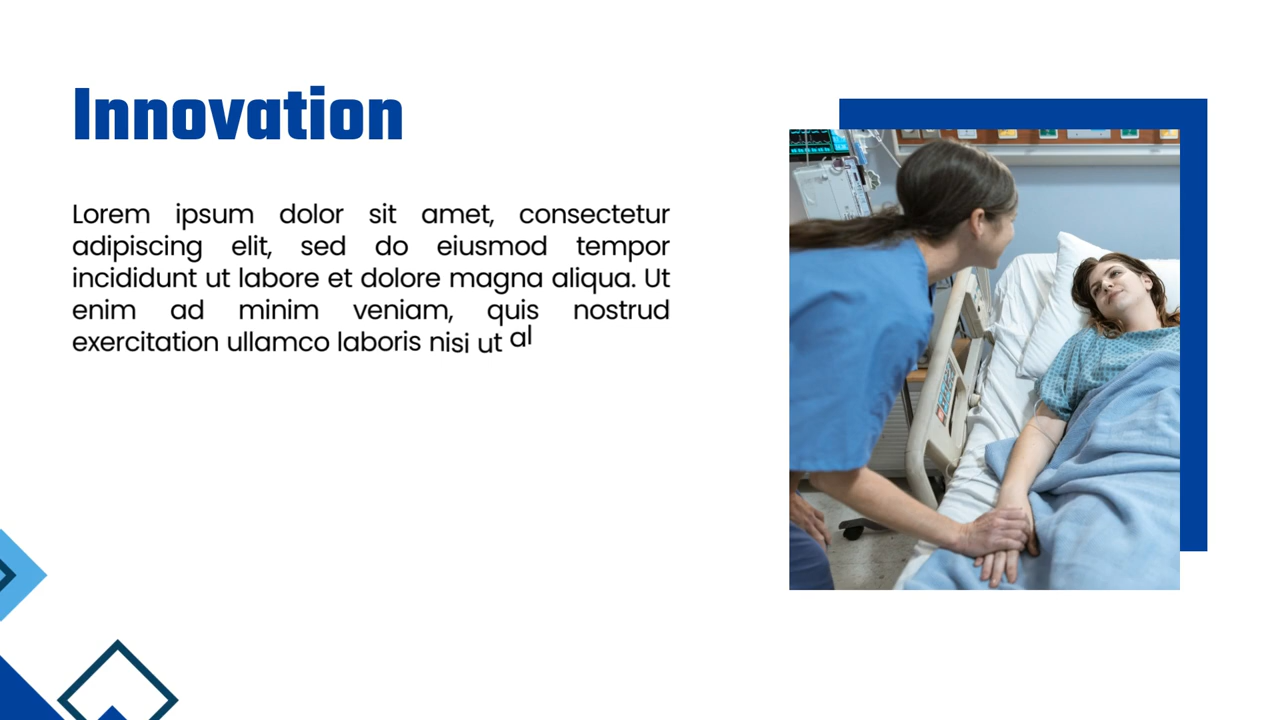 Innovation
Lorem ipsum dolor sit amet, consectetur
adipiscing elit, sed do eiusmod tempor
incididunt ut labore et dolore magna aliqua. Ut
enim ad minim veniam, quis nostrud
exercitation ullamco laboris nisi ut al